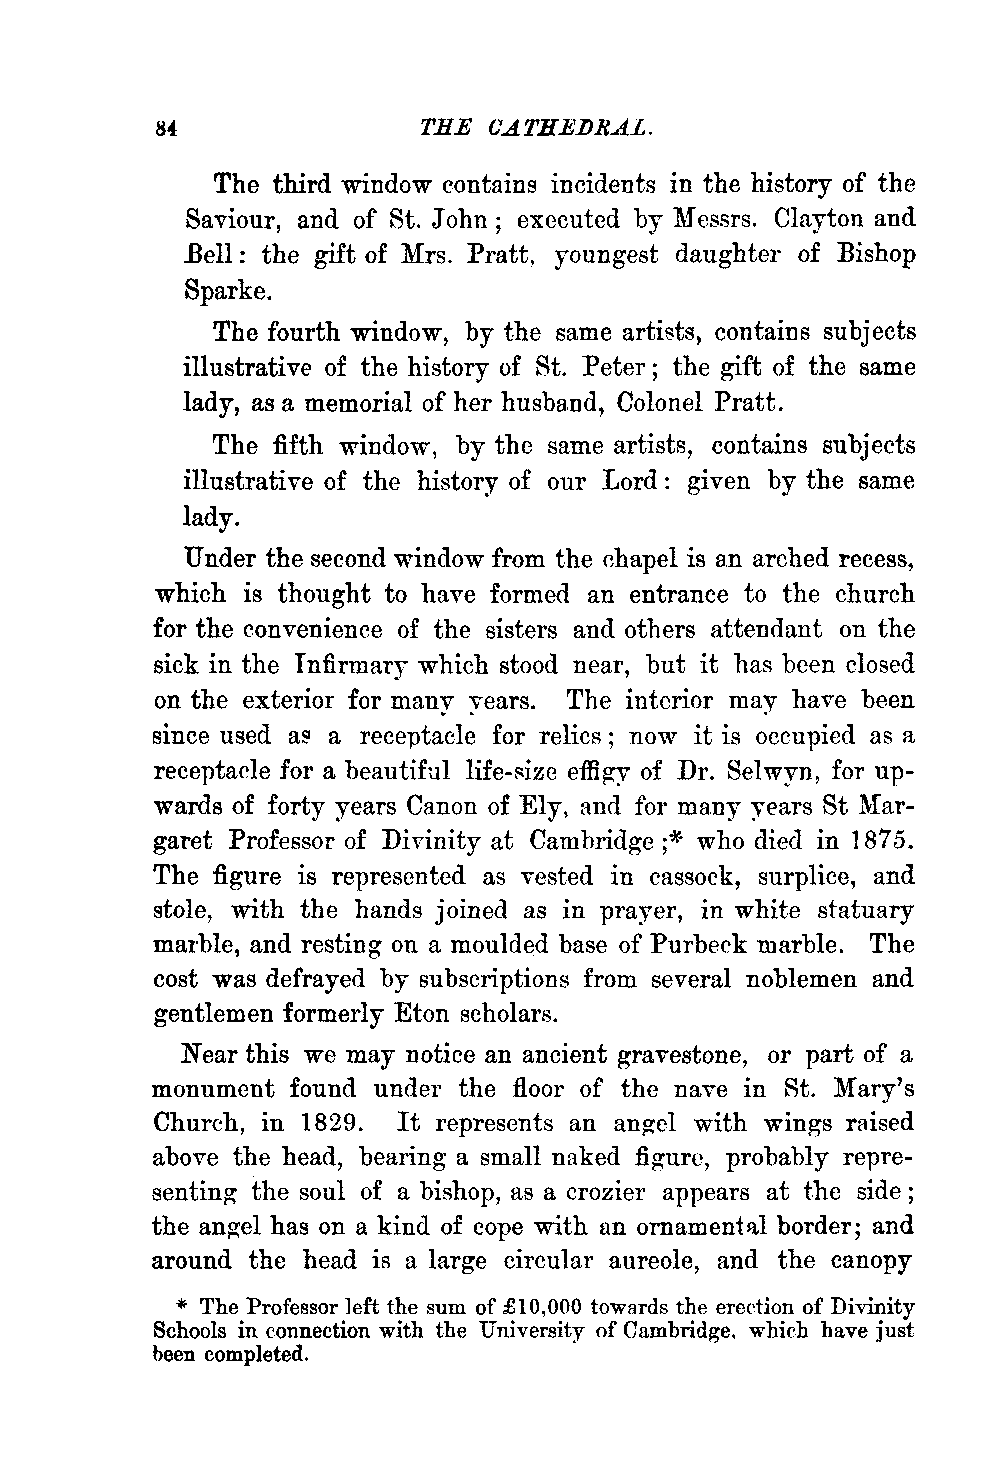 84 THE CATHEDRAL.
The third window contains incidents in the history of the
Saviour, and of St. John ; executed by Messrs. Clayton and
Bell : the gift of Mrs. Pratt, youngest daughter of Bishop
Sparke.
The fourth window, by the same artists, contains subjects
illustrative of the history of St. Peter ; the gift of the same
lady, as a memorial of her husband, Colonel Pratt.
The fifth window, by the same artists, contains subjects
illustrative of the history of our Lord : given by the same
lady.
Under the second window from the chapel is an arched recess,
which is thought to have formed an entrance to the church
for the convenience of the sisters and others attendant on the
sick in the Infirmary which stood near, but it has been closed
on the exterior for many years. The interior may have been
since used as a receptacle for relics ; now it is occupied as a
receptacle for a beautiful life-size effigy of Dr. Selwyn, for up-
wards of forty years Canon of Ely, and for many years St Mar-
garet Professor of Divinity at Cambridge ;* who died in 1875.
The figure is represented as vested in cassock, surplice, and
stole, with the hands joined as in prayer, in white statuary
marble, and resting on a moulded base of Purbeck marble. The
cost was defrayed by subscriptions from several noblemen and
gentlemen formerly Eton scholars.
Near this we may notice an ancient gravestone, or part of a
monument found under the floor of the nave in St. Mary's
Church, in 1829. It represents an angel with wings raised
above the head, bearing a small naked figure, probably repre-
senting the soul of a bishop, as a crozier appears at the side ;
the angel has on a kind of cope with an ornamental border; and
around the head is a large circular aureole, and the canopy
* The Professor left the sum of £10,000 towards the erection of Divinity
Schools in connection with the University of Cambridge, which have just
been completed.